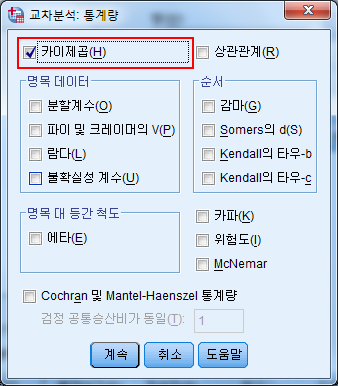 교차분석: 통계량
카이제곱(H)
상관관계(R)
명목 데이터
분할계수(O)
파이 및 크레이머의 V(P)
람다(L)
불확실성 계수(U)
순서
감마(G)
Somers의 d(S)
Kendall의 타우-b
Kendall의 타우-c
명목 대 등간 척도
에타(E)
카파(K)
위험도(I)
McNemar
Cochran 및 Mantel-Haenszel 통계량
검정 공통승산비가 동일(T): 1
계속 취소 도움말